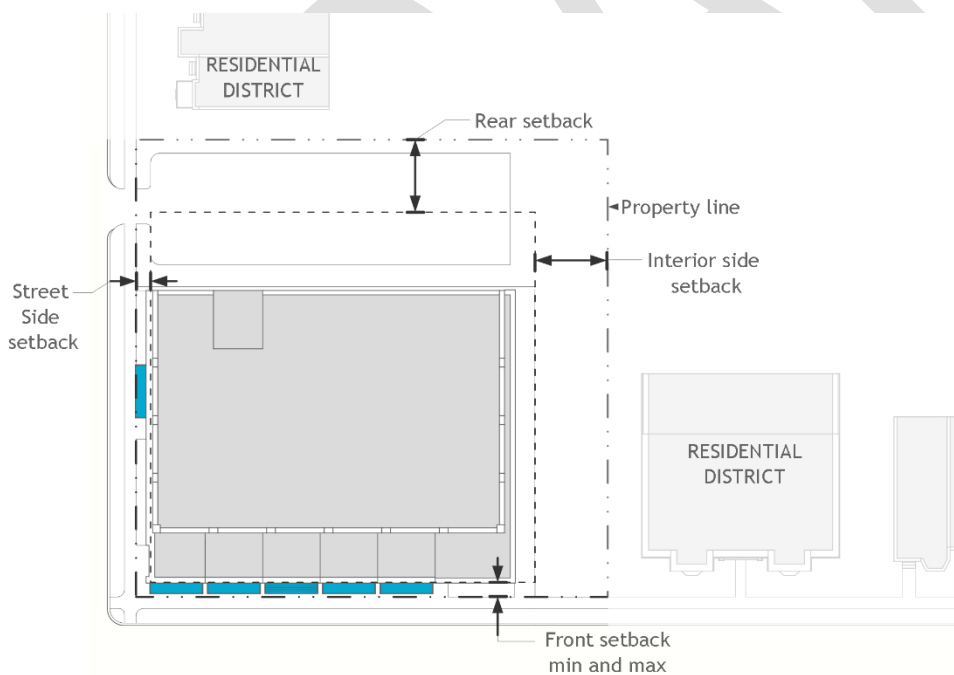 RESIDENTIAL
DISTRICT
Rear setback
Property line
Interior side
setback
Street
Side
setback
RESIDENTIAL
DISTRICT
Front setback
min and max